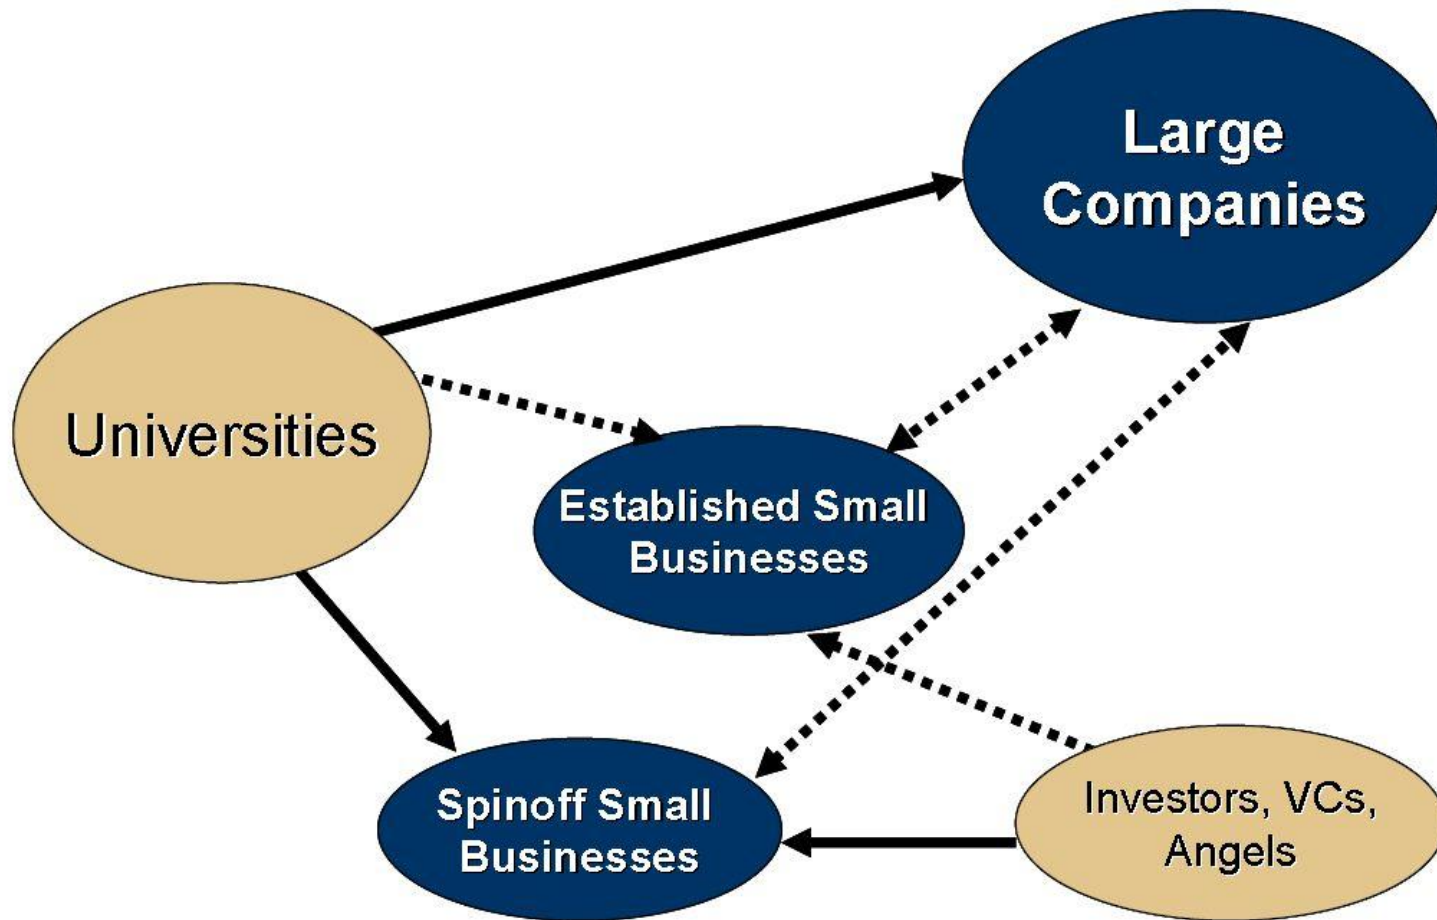 Large
Companies
Universities
Established Small
Businesses
Spinoff Small
Businesses
Investors, VCs,
Angels